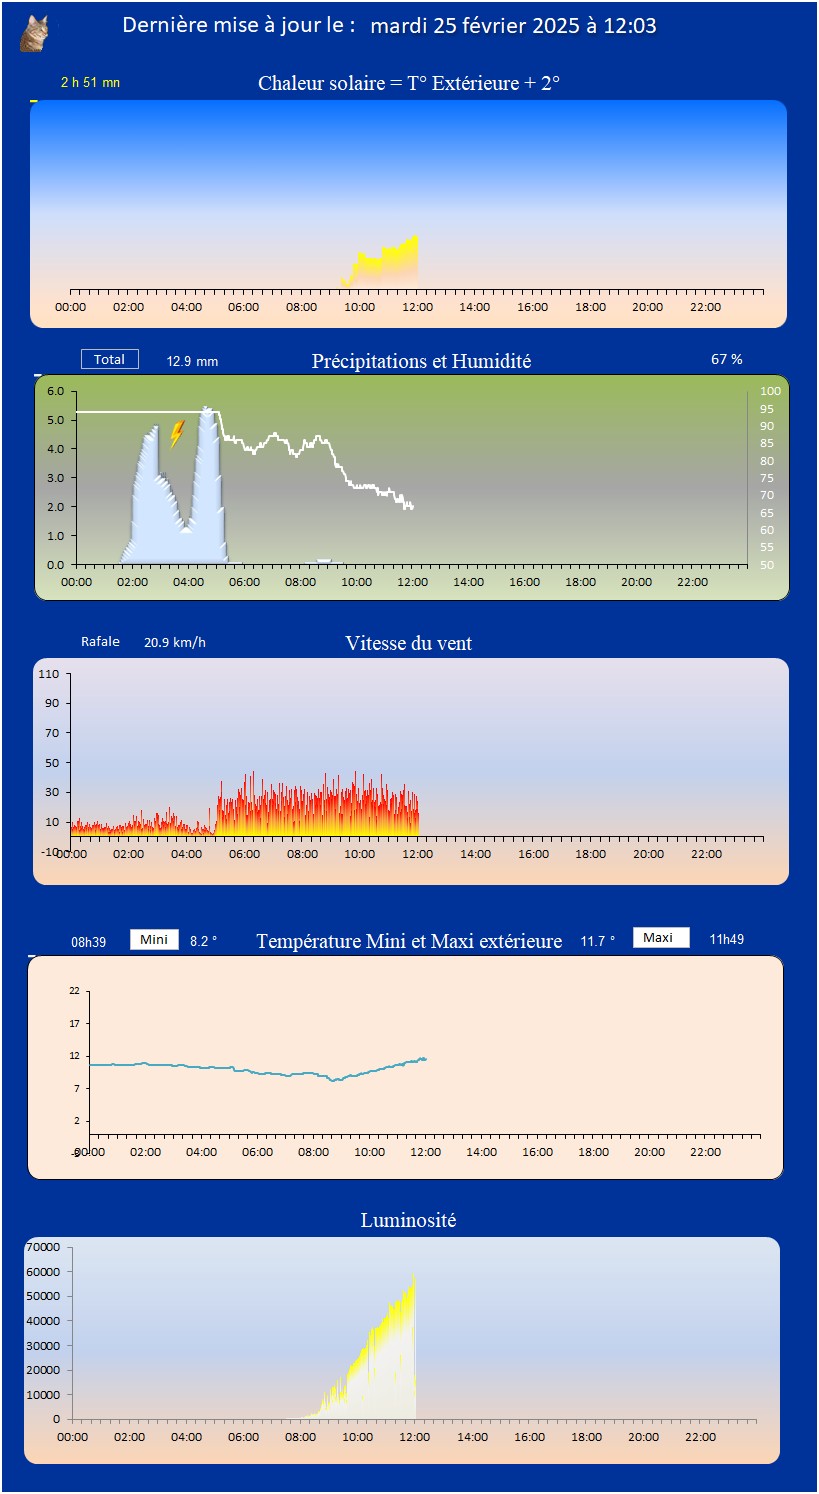 Dernière mise à jour le : mardi 25 février 2025 à 12:03
2 h 51 mn Chaleur solaire = T° Extérieure + 2°
00:00 02:00 04:00 06:00 08:00 10:00 12:00 14:00 16:00 18:00 20:00 22:00
Total 12.9 mm Précipitations et Humidité 67 %
6.0 100
95
5.0 90
85
4.0 80
3.0 75
70
2.0 65
1.0 60
55
0.0 50
00:00 02:00 04:00 06:00 08:00 10:00 12:00 14:00 16:00 18:00 20:00 22:00
Rafale 20.9 km/h Vitesse du vent
110
90
70
50
30
10
-10 00:00 02:00 04:00 06:00 08:00 10:00 12:00 14:00 16:00 18:00 20:00 22:00
08h39 Mini 8.2 ° Température Mini et Maxi extérieure 11.7 ° Maxi 11h49
22
17
12
7
2
00:00 02:00 04:00 06:00 08:00 10:00 12:00 14:00 16:00 18:00 20:00 22:00
Luminosité
70000
60000
50000
40000
30000
20000
10000
0
00:00 02:00 04:00 06:00 08:00 10:00 12:00 14:00 16:00 18:00 20:00 22:00